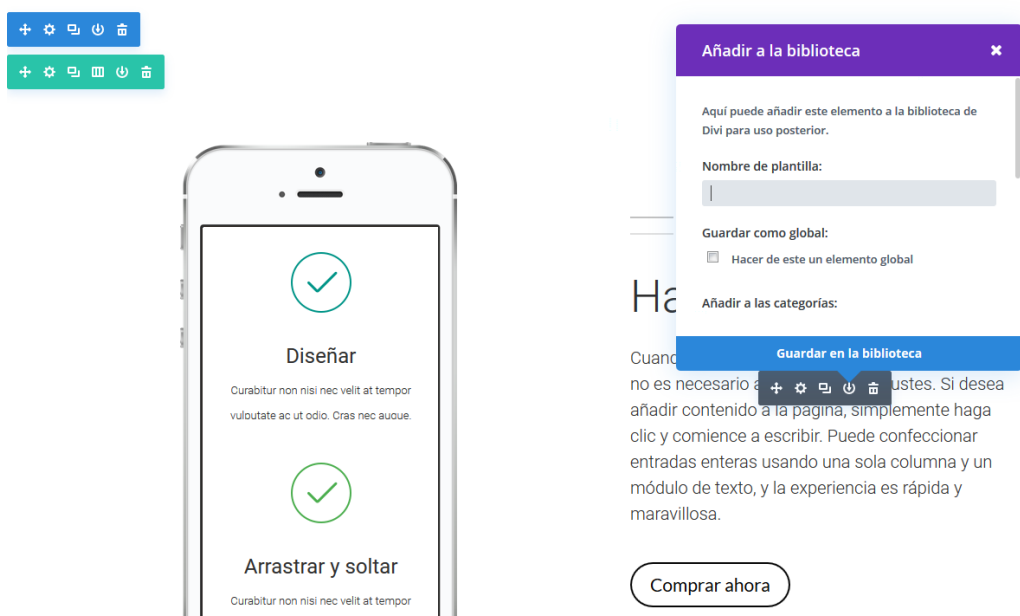 Añadir a la biblioteca
Aquí puede añadir este elemento a la biblioteca de
Divi para uso posterior.
Nombre de plantilla:
Guardar como global:
Hacer de este un elemento global
Añadir a las categorías:
Guardar en la biblioteca
Diseñar
Curabitur non nisi nec velit at tempor
vulputate ac ut odio. Cras nec augue.
Arrastrar y soltar
Curabitur non nisi nec velit at tempor
no es necesario
Si desea
añadir contenido a la página, simplemente haga
clic y comience a escribir. Puede confeccionar
entradas enteras usando una sola columna y un
módulo de texto, y la experiencia es rápida y
maravillosa.
Comprar ahora